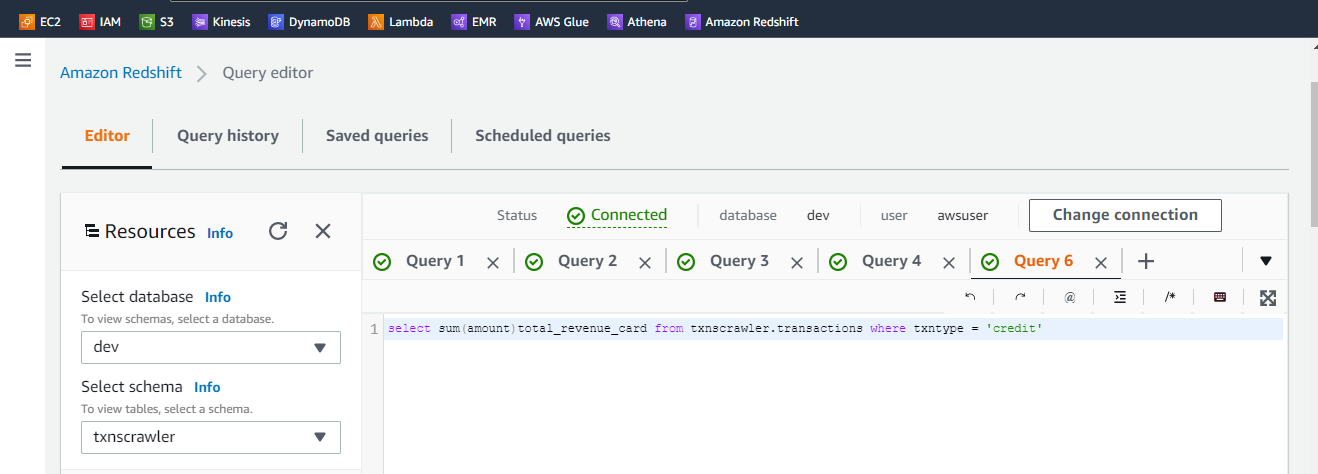 EC2 IAM S3 Kinesis DynamoDB Lambda EMR AWS Glue Athena Amazon Redshift
Amazon Redshift > Query editor
Editor Query history Saved queries Scheduled queries
Resources Info
Status Connected database dev user awsuser Change connection
Query 1 Query 2 Query 3 Query 4 Query 6
@ /*
Select database Info
To view schemas, select a database.
dev
Select schema Info
To view tables, select a schema.
txnscrawler
1 select sum(amount)total_revenue_card from txnscrawler.transactions where txntype = 'credit'